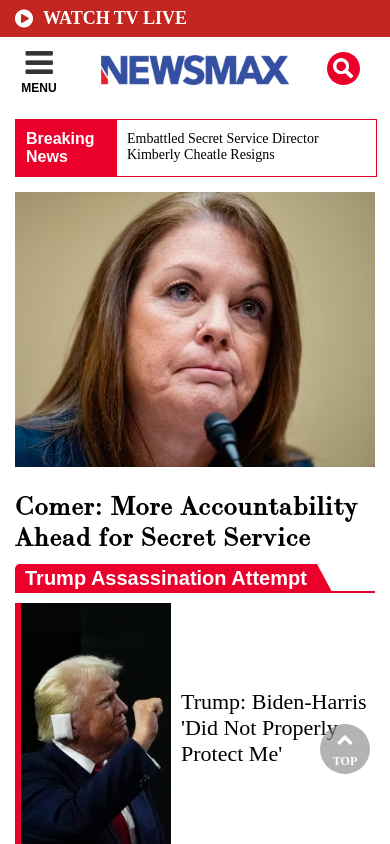 WATCH TV LIVE
MENU
NEWSMAX
Breaking
News
Embattled Secret Service Director
Kimberly Cheatle Resigns
Comer: More Accountability
Ahead for Secret Service
Trump Assassination Attempt
Trump: Biden-Harris
'Did Not Properly
Protect Me'
TOP